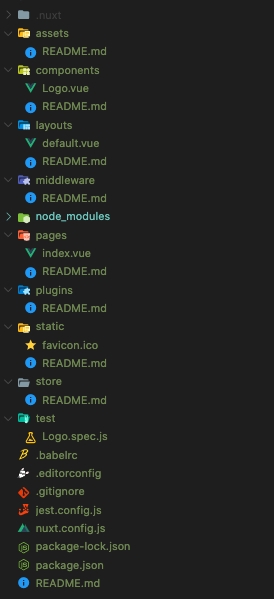 .nuxt
assets
README.md
components
Logo.vue
README.md
layouts
default.vue
README.md
middleware
README.md
node_modules
pages
index.vue
README.md
plugins
README.md
static
favicon.ico
README.md
store
README.md
test
Logo.spec.js
.babelrc
.editorconfig
.gitignore
jest.config.js
nuxt.config.js
package-lock.json
package.json
README.md